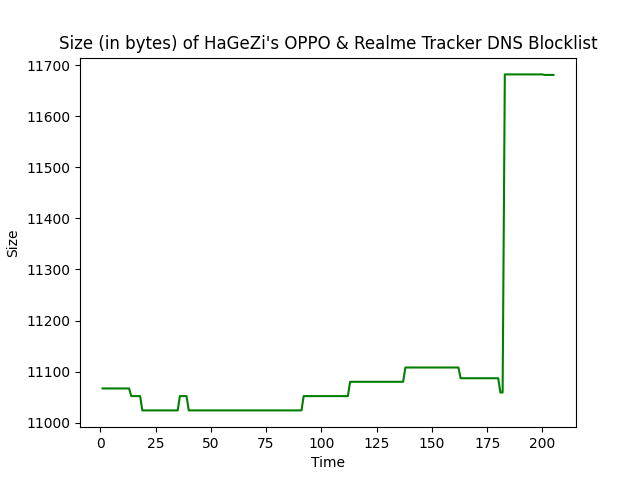 Size (in bytes) of HaGeZi's OPPO & Realme Tracker DNS Blocklist
11700
11600
11500
11400
11300
11200
11100
11000
Size
0 25 50 75 100 125 150 175 200
Time